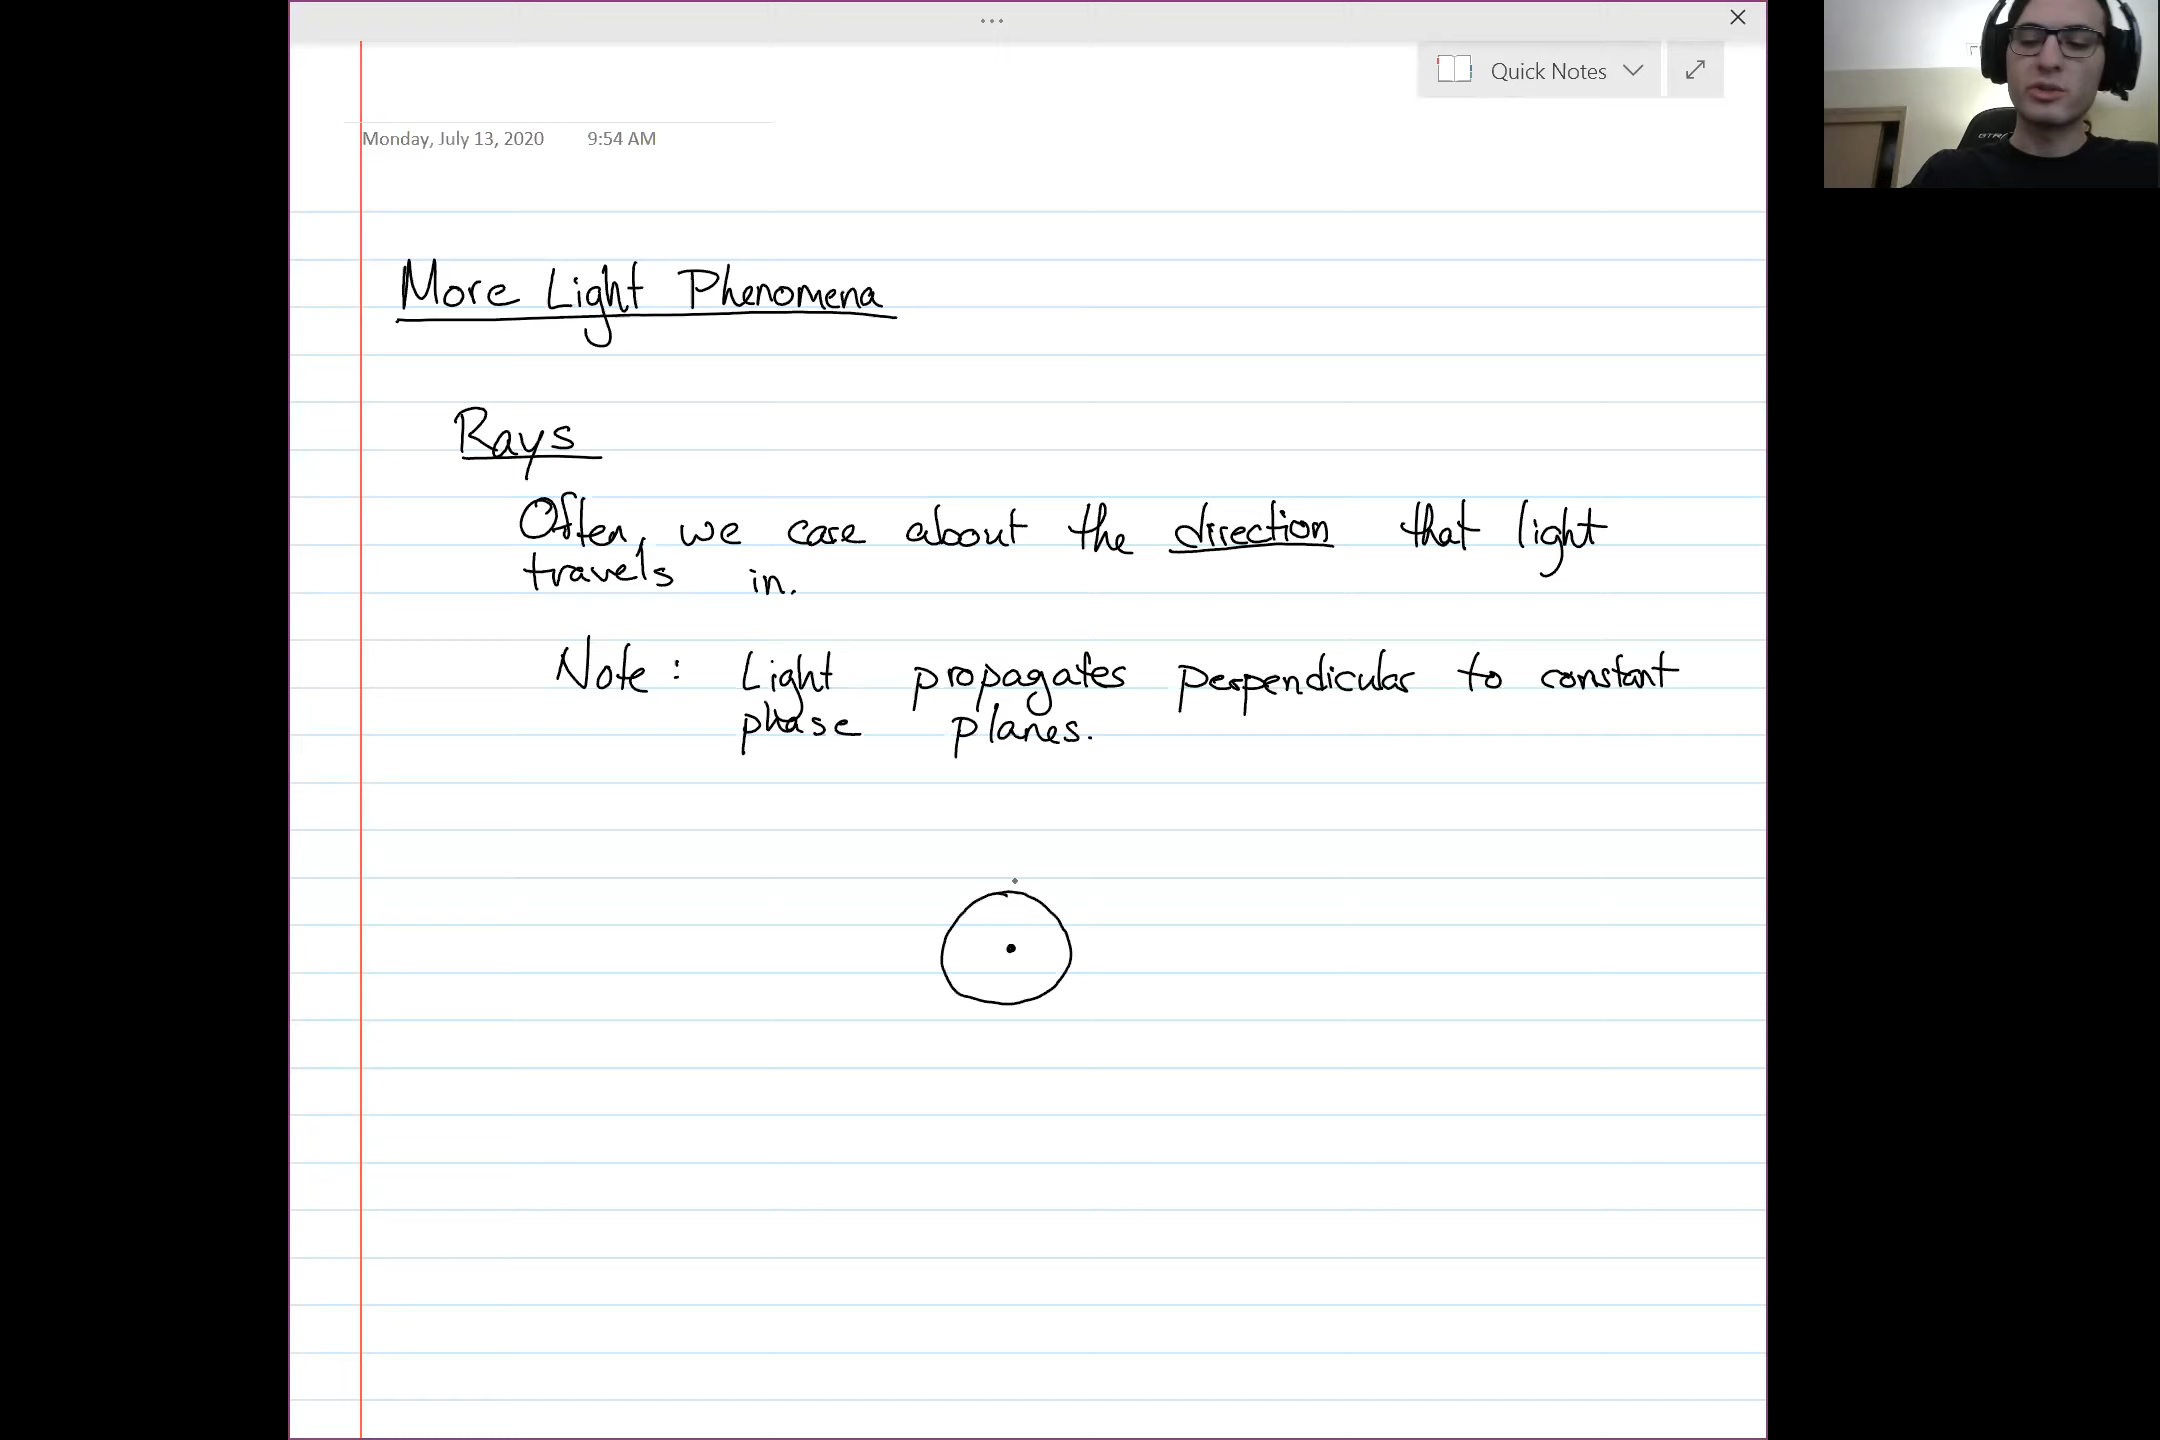 Quick Notes
Monday, July 13, 2020 9:54 AM
More Light Phenomena
Rays
Often, we care about the direction that light
travels in.
Note: Light propagates perpendicular to constant
phase planes.